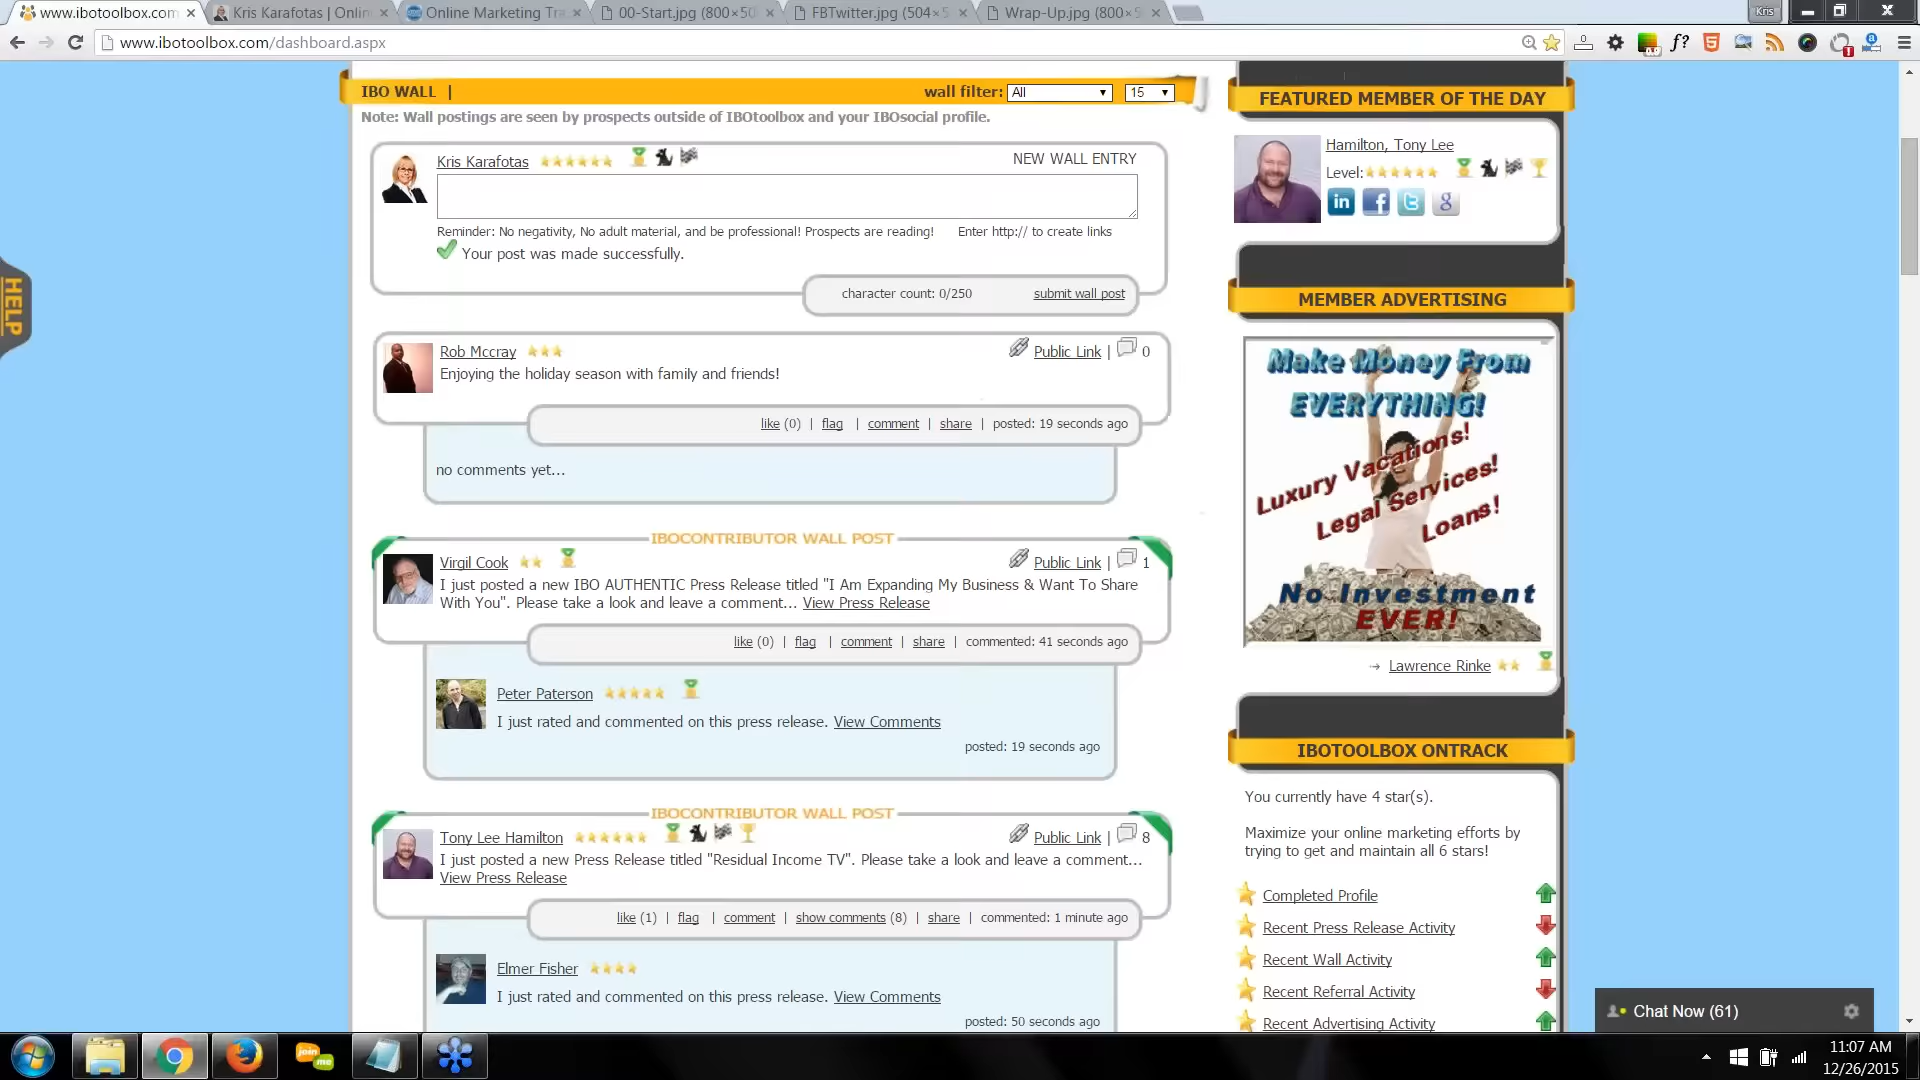 www.ibotoolbox.com
Kris Karafotas | Onlin
Online Marketing Tra
00-Start.jpg (800×50
FBTwitter.jpg (504×5
Wrap-Up.jpg (800×5
Kris
www.ibotoolbox.com/dashboard.aspx
IBO WALL |
wall filter: All 15
Note: Wall postings are seen by prospects outside of IBOtoolbox and your IBOsocial profile.
Kris Karafotas
NEW WALL ENTRY
Reminder: No negativity, No adult material, and be professional! Prospects are reading! Enter http:// to create links
Your post was made successfully.
character count: 0/250 submit wall post
Rob Mccray
Public Link | 0
Enjoying the holiday season with family and friends!
like (0) | flag | comment | share | posted: 19 seconds ago
no comments yet...
IBOCONTRIBUTOR WALL POST
Virgil Cook
Public Link | 1
I just posted a new IBO AUTHENTIC Press Release titled "I Am Expanding My Business & Want To Share
With You". Please take a look and leave a comment... View Press Release
like (0) | flag | comment | share | commented: 41 seconds ago
Peter Paterson
I just rated and commented on this press release. View Comments
posted: 19 seconds ago
IBOCONTRIBUTOR WALL POST
Tony Lee Hamilton
Public Link | 8
I just posted a new Press Release titled "Residual Income TV". Please take a look and leave a comment...
View Press Release
like (1) | flag | comment | show comments (8) | share | commented: 1 minute ago
Elmer Fisher
I just rated and commented on this press release. View Comments
posted: 50 seconds ago
HELP
FEATURED MEMBER OF THE DAY
Hamilton, Tony Lee
Level:
MEMBER ADVERTISING
Make Money From
EVERYTHING!
Luxury Vacations!
Legal Services!
Loans!
No Investment
EVER!
→ Lawrence Rinke
IBOTOOLBOX ONTRACK
You currently have 4 star(s).
Maximize your online marketing efforts by
trying to get and maintain all 6 stars!
Completed Profile
Recent Press Release Activity
Recent Wall Activity
Recent Referral Activity
Recent Advertising Activity
Chat Now (61)
join
me
11:07 AM
12/26/2015